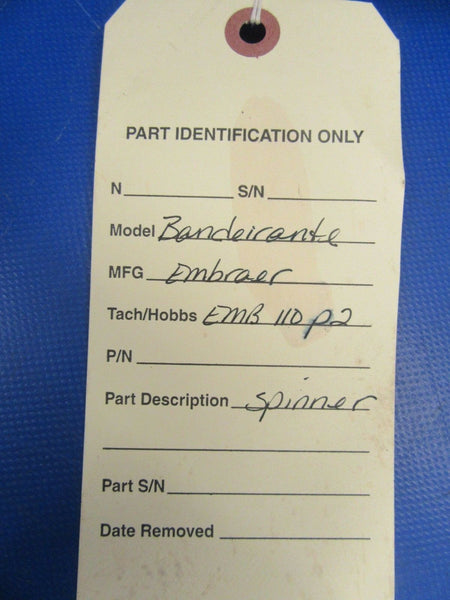 PART IDENTIFICATION ONLY
N S/N
Model Bandeirante
MFG Embraer
Tach/Hobbs EMB 110 p2
P/N
Part Description Spinner
Part S/N
Date Removed